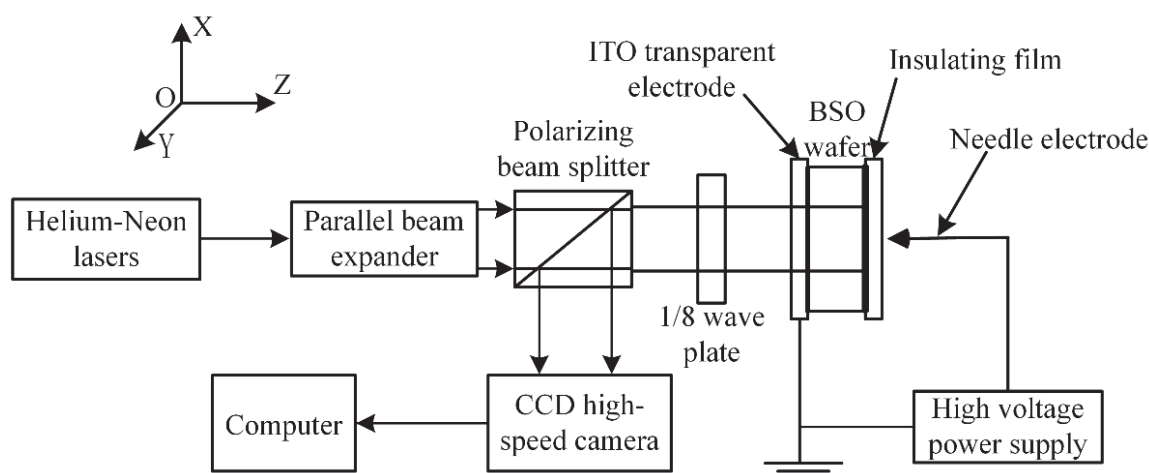 X
O
Z
Y
ITO transparent
electrode
Insulating film
BSO
wafer
Needle electrode
Polarizing
beam splitter
Helium-Neon
lasers
Parallel beam
expander
1/8 wave
plate
Computer
CCD high-
speed camera
High voltage
power supply